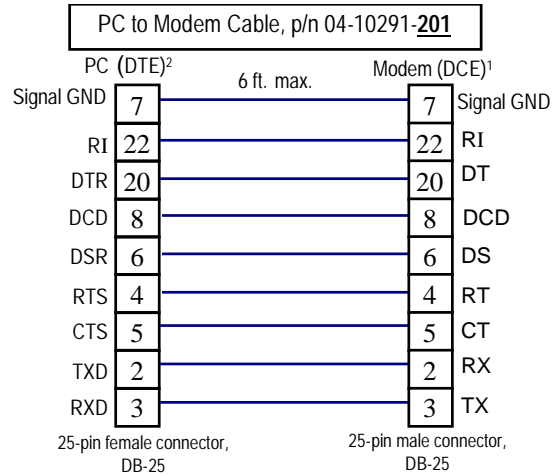 PC to Modem Cable, p/n 04-10291-201
PC (DTE)2
6 ft. max.
Modem (DCE)1
Signal GND 7 7 Signal GND
RI 22 22 RI
DTR 20 20 DT
DCD 8 8 DCD
DSR 6 6 DS
RTS 4 4 RT
CTS 5 5 CT
TXD 2 2 RX
RXD 3 3 TX
25-pin female connector,
DB-25
25-pin male connector,
DB-25